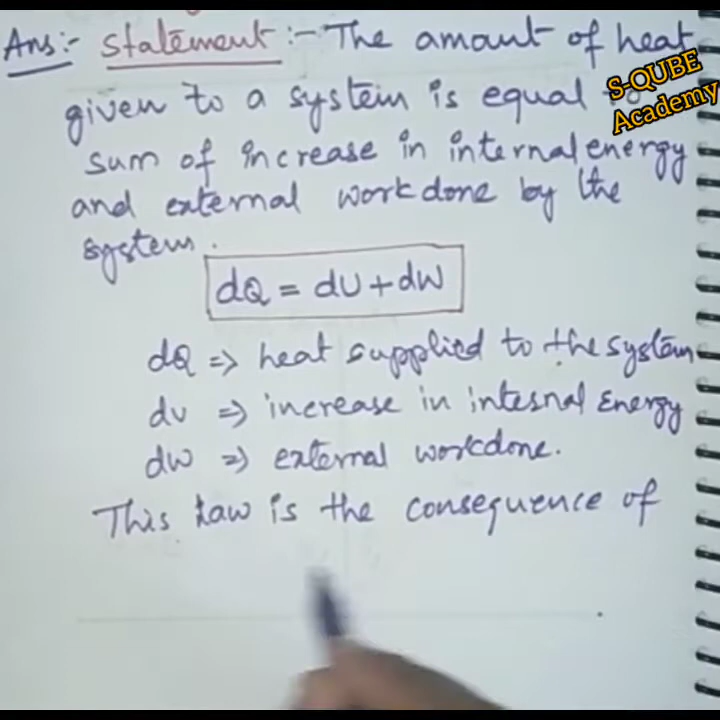 Ans:- Statement:- The amount of heat
given to a system is equal to
sum of increase in internal energy
and external workdone by the
system.
dQ = dU + dW
dQ => heat supplied to the system
dU => increase in internal Energy
dW => external workdone.
This Law is the consequence of
S-QUBE
Academy